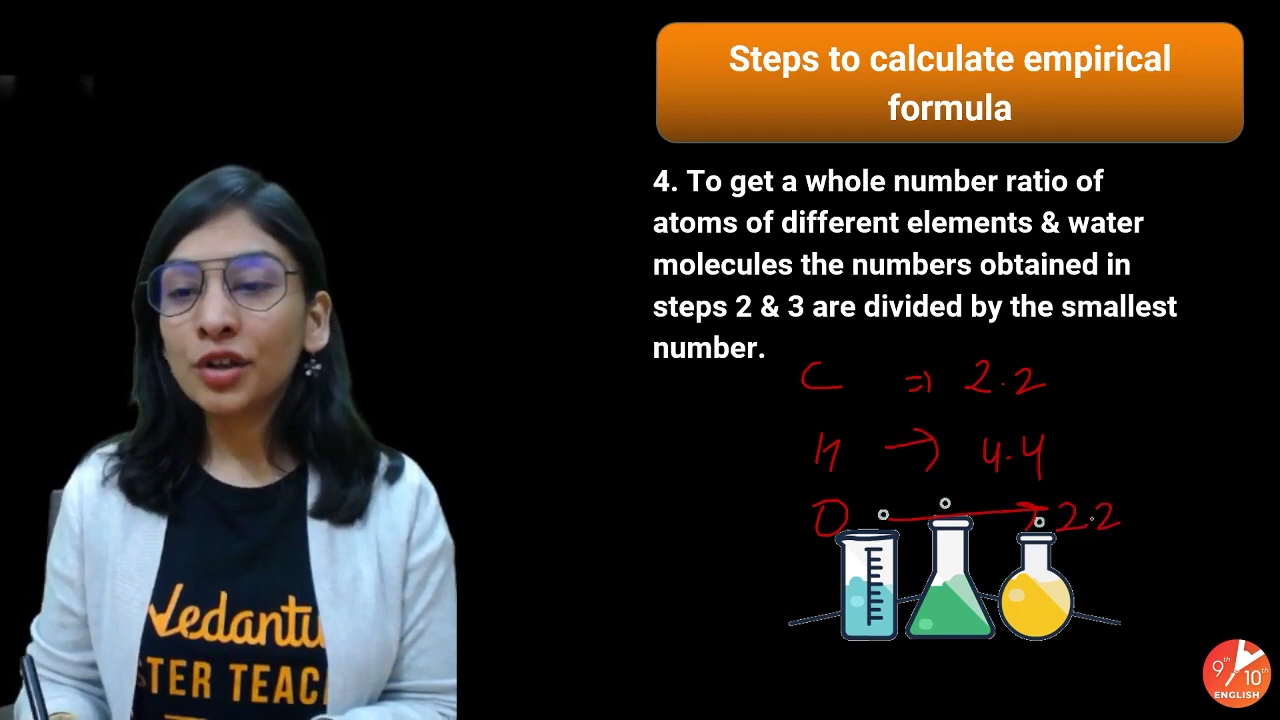 Steps to calculate empirical
formula
4. To get a whole number ratio of
atoms of different elements & water
molecules the numbers obtained in
steps 2 & 3 are divided by the smallest
number.
C ⇒ 2.2
H → 4.4
O → 2.2
Vedantu
STER TEAC
9th 10th
ENGLISH